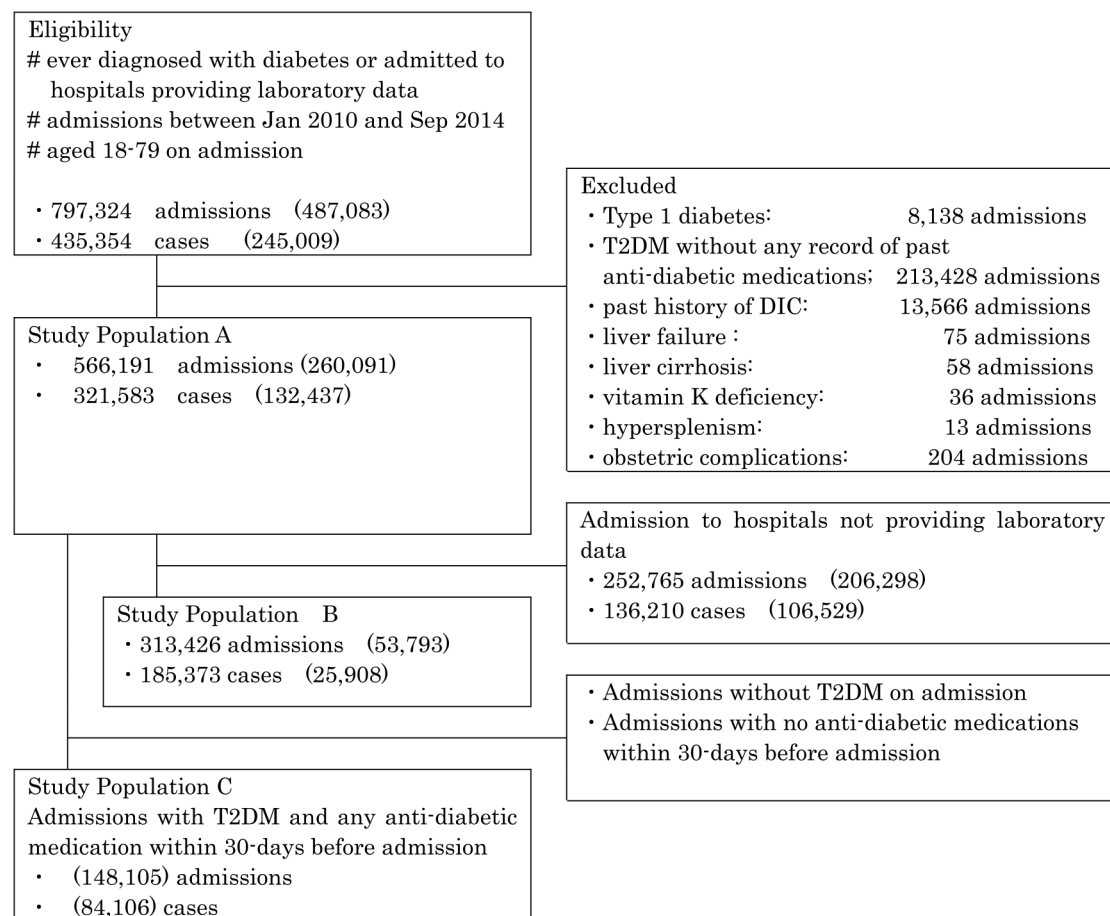 Eligibility
# ever diagnosed with diabetes or admitted to
hospitals providing laboratory data
# admissions between Jan 2010 and Sep 2014
# aged 18-79 on admission
・797,324 admissions (487,083)
・435,354 cases (245,009)
Excluded
・Type 1 diabetes: 8,138 admissions
・T2DM without any record of past
anti-diabetic medications; 213,428 admissions
・past history of DIC: 13,566 admissions
・liver failure : 75 admissions
・liver cirrhosis: 58 admissions
・vitamin K deficiency: 36 admissions
・hypersplenism: 13 admissions
・obstetric complications: 204 admissions
Study Population A
・ 566,191 admissions (260,091)
・ 321,583 cases (132,437)
Admission to hospitals not providing laboratory
data
・252,765 admissions (206,298)
・136,210 cases (106,529)
Study Population B
・313,426 admissions (53,793)
・185,373 cases (25,908)
・Admissions without T2DM on admission
・Admissions with no anti-diabetic medications
within 30-days before admission
Study Population C
Admissions with T2DM and any anti-diabetic
medication within 30-days before admission
・ (148,105) admissions
・ (84,106) cases